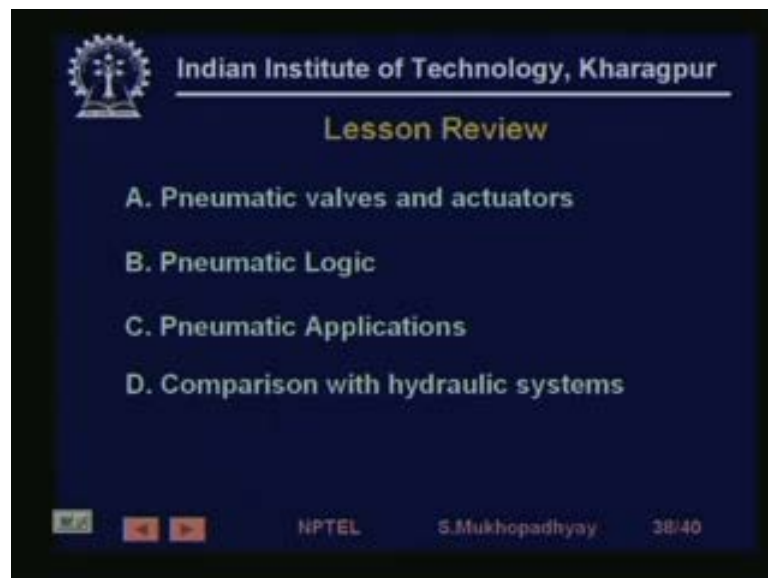 Indian Institute of Technology, Kharagpur
Lesson Review
A. Pneumatic valves and actuators
B. Pneumatic Logic
C. Pneumatic Applications
D. Comparison with hydraulic systems
NPTEL S.Mukhopadhyay 38/40